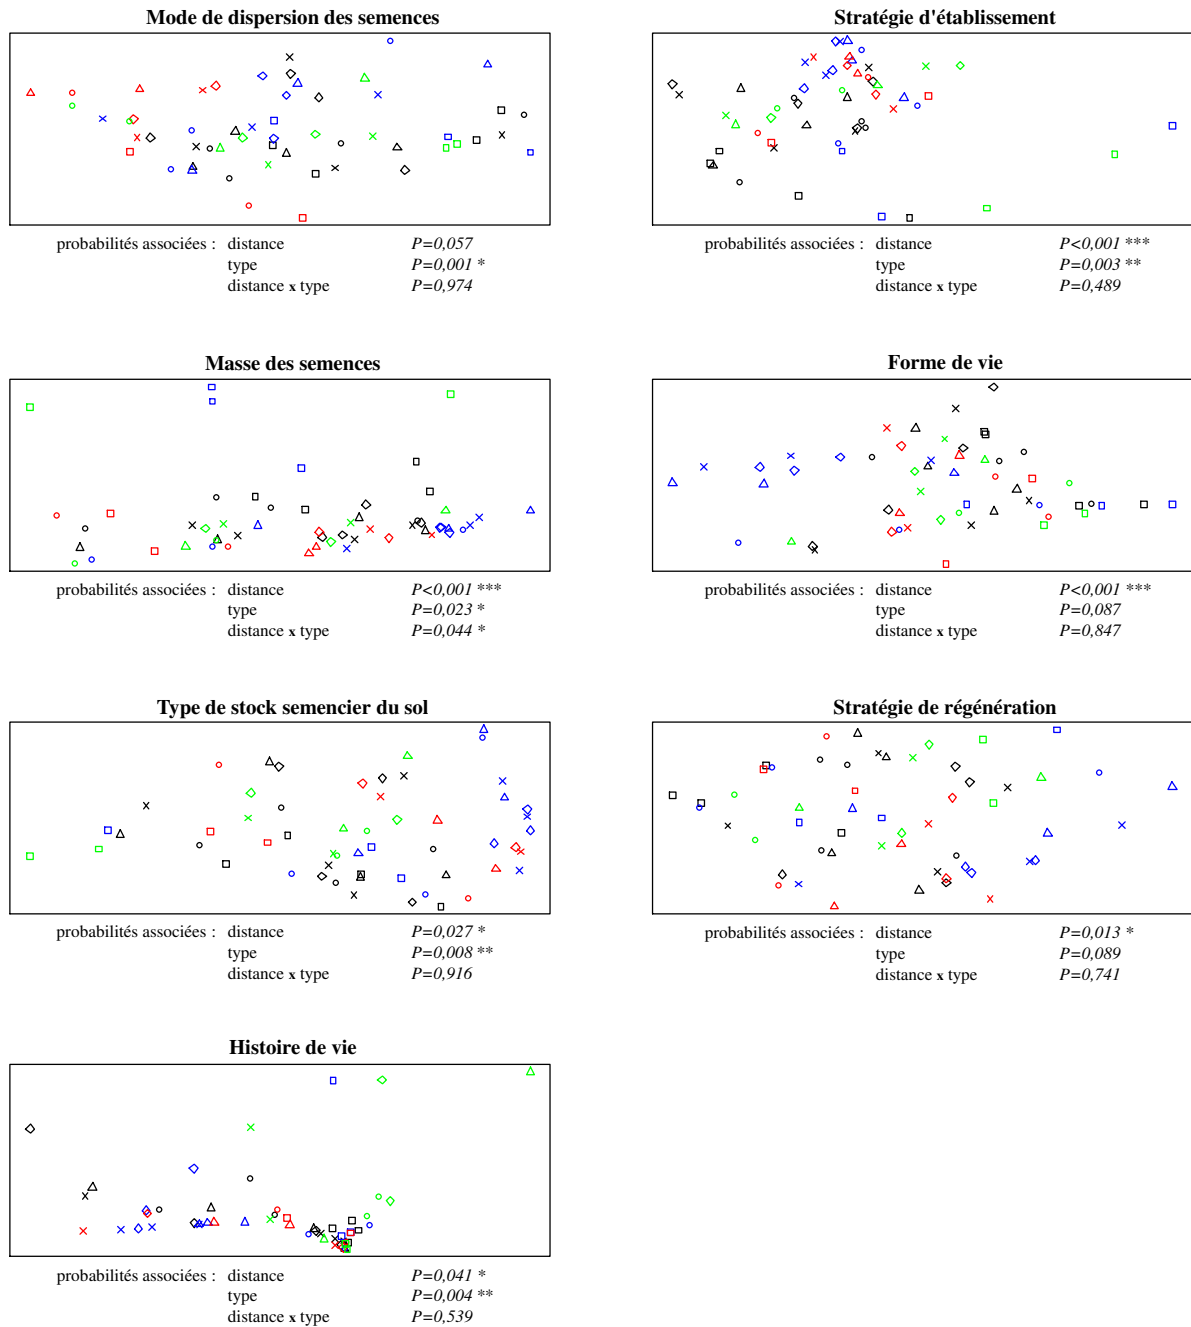 Mode de dispersion des semences
probabilités associées : distance P=0,057
type P=0,001 *
distance x type P=0,974
Stratégie d'établissement
probabilités associées : distance P<0,001 ***
type P=0,003 **
distance x type P=0,489
Masse des semences
probabilités associées : distance P<0,001 ***
type P=0,023 *
distance x type P=0,044 *
Forme de vie
probabilités associées : distance P<0,001 ***
type P=0,087
distance x type P=0,847
Type de stock semencier du sol
probabilités associées : distance P=0,027 *
type P=0,008 **
distance x type P=0,916
Stratégie de régénération
probabilités associées : distance P=0,013 *
type P=0,089
distance x type P=0,741
Histoire de vie
probabilités associées : distance P=0,041 *
type P=0,004 **
distance x type P=0,539